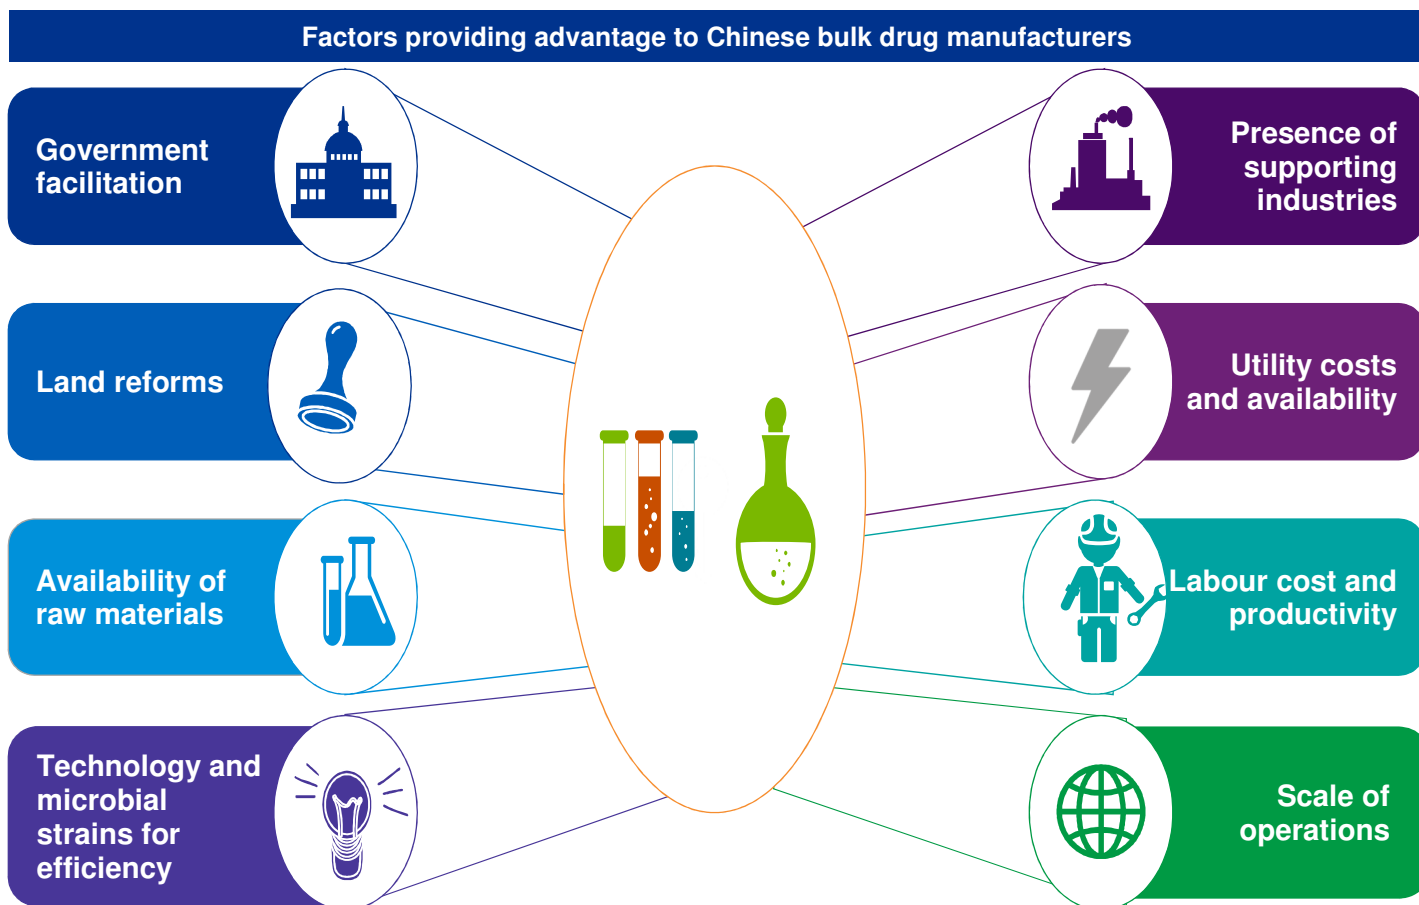 Factors providing advantage to Chinese bulk drug manufacturers
Government
facilitation
Land reforms
Availability of
raw materials
Technology and
microbial
strains for
efficiency
Presence of
supporting
industries
Utility costs
and availability
Labour cost and
productivity
Scale of
operations